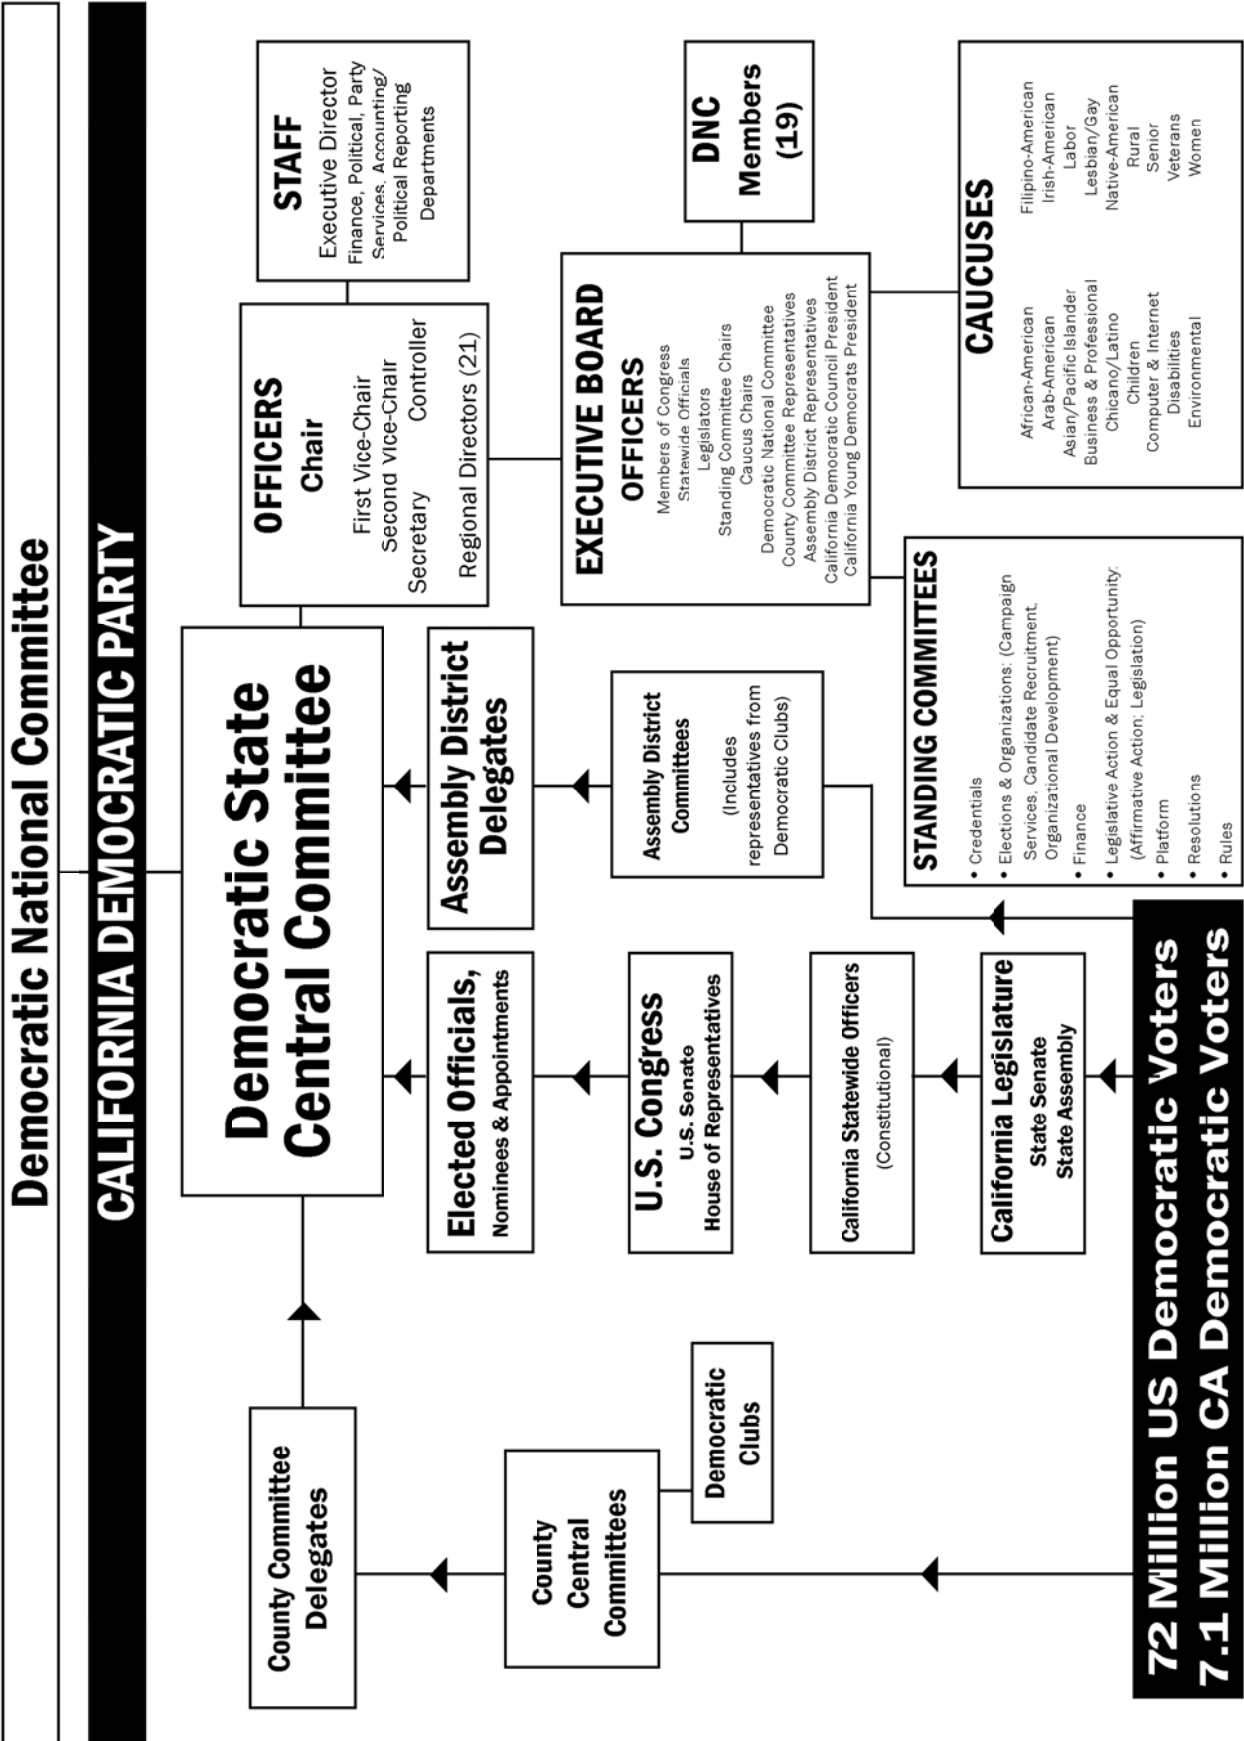 Democratic National Committee
CALIFORNIA DEMOCRATIC PARTY
County Committee
Delegates
County
Central
Committees
Democratic
Clubs
Democratic State
Central Committee
Elected Officials,
Nominees & Appointments
U.S. Congress
U.S. Senate
House of Representatives
California Statewide Officers
(Constitutional)
California Legislature
State Senate
State Assembly
Assembly District
Delegates
Assembly District
Committees
(Includes
representatives from
Democratic Clubs)
OFFICERS
Chair
First Vice-Chair
Second Vice-Chair
Secretary Controller
Regional Directors (21)
STAFF
Executive Director
Finance, Political, Party
Services, Accounting/
Political Reporting
Departments
EXECUTIVE BOARD
OFFICERS
Members of Congress
Statewide Officials
Legislators
Standing Committee Chairs
Caucus Chairs
Democratic National Committee
County Committee Representatives
Assembly District Representatives
California Democratic Council President
California Young Democrats President
DNC
Members
(19)
STANDING COMMITTEES
• Credentials
• Elections & Organizations: (Campaign
Services, Candidate Recruitment,
Organizational Development)
• Finance
• Legislative Action & Equal Opportunity:
(Affirmative Action; Legislation)
• Platform
• Resolutions
• Rules
CAUCUSES
African-American
Arab-American
Asian/Pacific Islander
Business & Professional
Chicano/Latino
Children
Computer & Internet
Disabilities
Environmental
Filipino-American
Irish-American
Labor
Lesbian/Gay
Native-American
Rural
Senior
Veterans
Women
72 Million US Democratic Voters
7.1 Million CA Democratic Voters